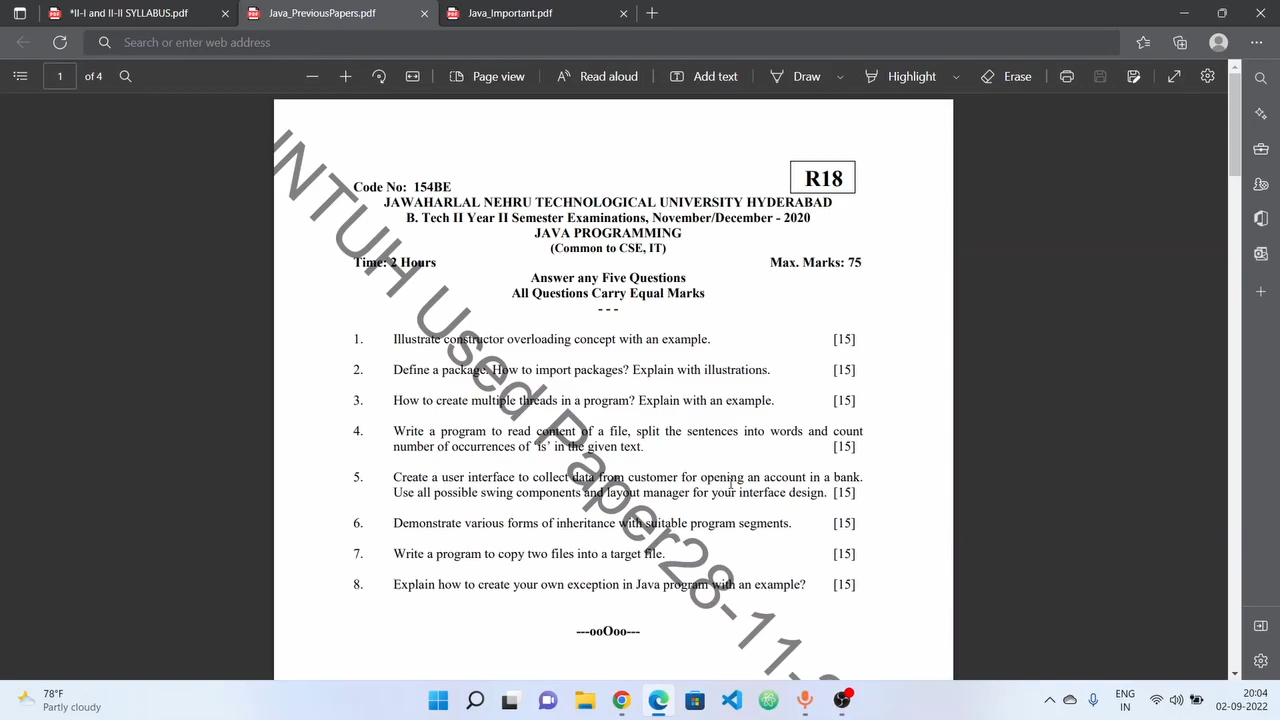 *II-I and II-II SYLLABUS.pdf
Java_PreviousPapers.pdf
Java_Important.pdf
Search or enter web address
1 of 4
Page view
Read aloud
Add text
Draw
Highlight
Erase
R18
Code No: 154BE
JAWAHARLAL NEHRU TECHNOLOGICAL UNIVERSITY HYDERABAD
B. Tech II Year II Semester Examinations, November/December - 2020
JAVA PROGRAMMING
(Common to CSE, IT)
Time: 2 Hours Max. Marks: 75
Answer any Five Questions
All Questions Carry Equal Marks
- - -
1. Illustrate constructor overloading concept with an example. [15]
2. Define a package. How to import packages? Explain with illustrations. [15]
3. How to create multiple threads in a program? Explain with an example. [15]
4. Write a program to read content of a file, split the sentences into words and count
number of occurrences of 'is' in the given text. [15]
5. Create a user interface to collect data from customer for opening an account in a bank.
Use all possible swing components and layout manager for your interface design. [15]
6. Demonstrate various forms of inheritance with suitable program segments. [15]
7. Write a program to copy two files into a target file. [15]
8. Explain how to create your own exception in Java program with an example? [15]
---ooOoo---
JNTUH Used Paper28-11-
78°F
Partly cloudy
ENG
IN
20:04
02-09-2022